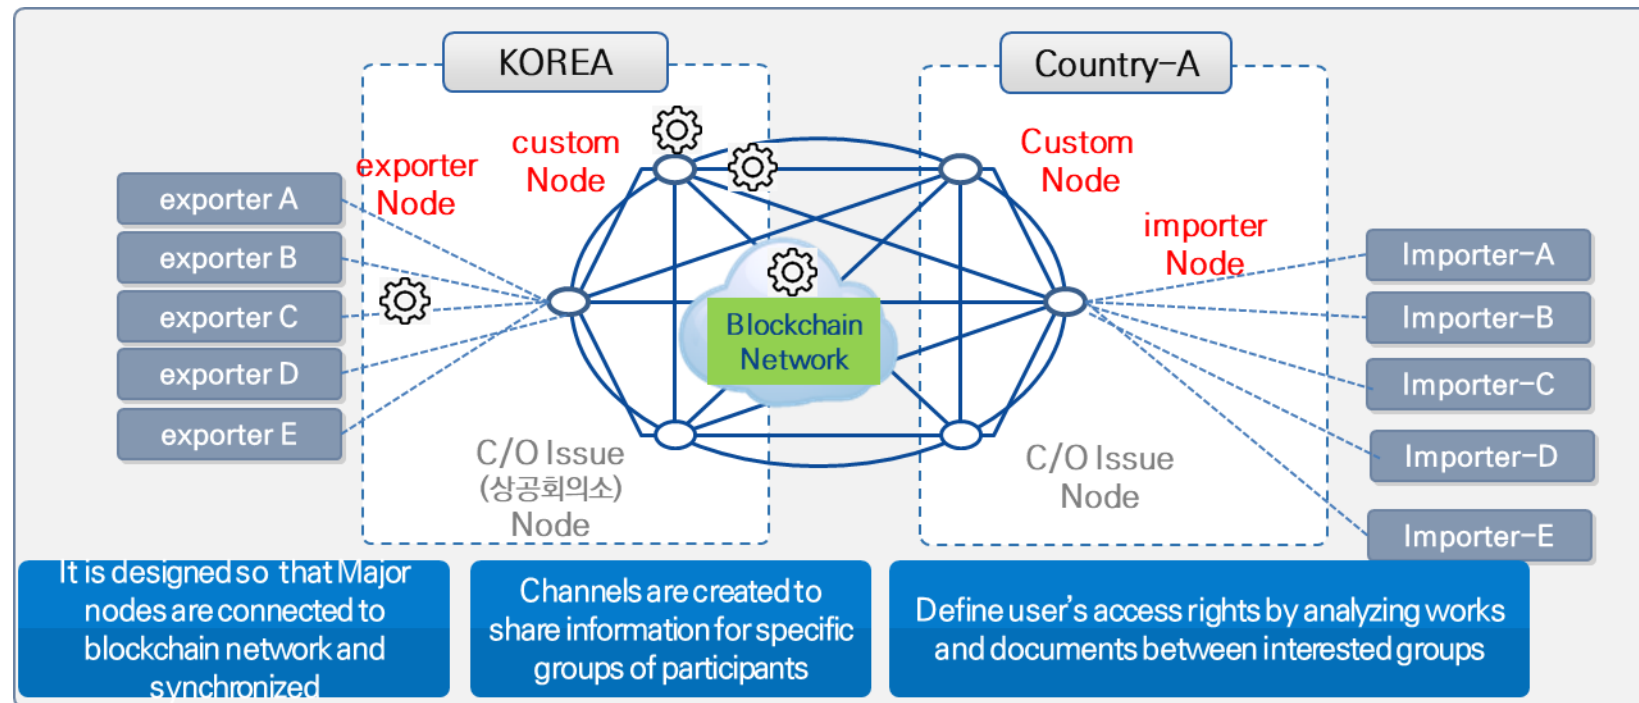 KOREA
Country-A
exporter
Node
custom
Node
Custom
Node
importer
Node
exporter A
exporter B
exporter C
exporter D
exporter E
Blockchain
Network
Importer-A
Importer-B
Importer-C
Importer-D
Importer-E
C/O Issue
(상공회의소)
Node
C/O Issue
Node
It is designed so that Major
nodes are connected to
blockchain network and
synchronized
Channels are created to
share information for specific
groups of participants
Define user's access rights by analyzing works
and documents between interested groups